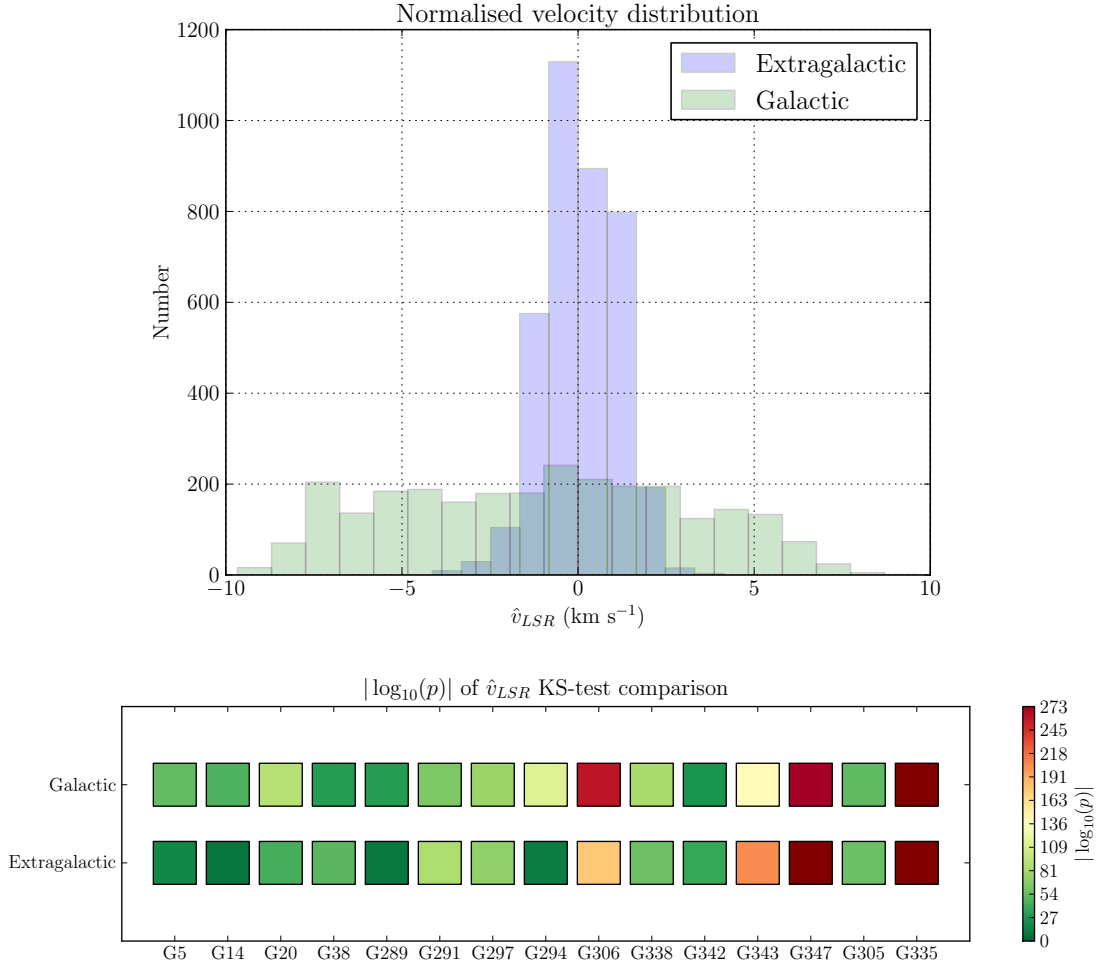 Normalised velocity distribution
1200
1000
800
600
400
200
0
Number
Extragalactic
Galactic
−10 −5 0 5 10
v̂_{LSR} (km s⁻¹)
|log₁₀(p)| of v̂_{LSR} KS-test comparison
Galactic
Extragalactic
G5 G14 G20 G38 G289 G291 G297 G294 G306 G338 G342 G343 G347 G305 G335
273
245
218
191
163
136
109
81
54
27
0
|log₁₀(p)|